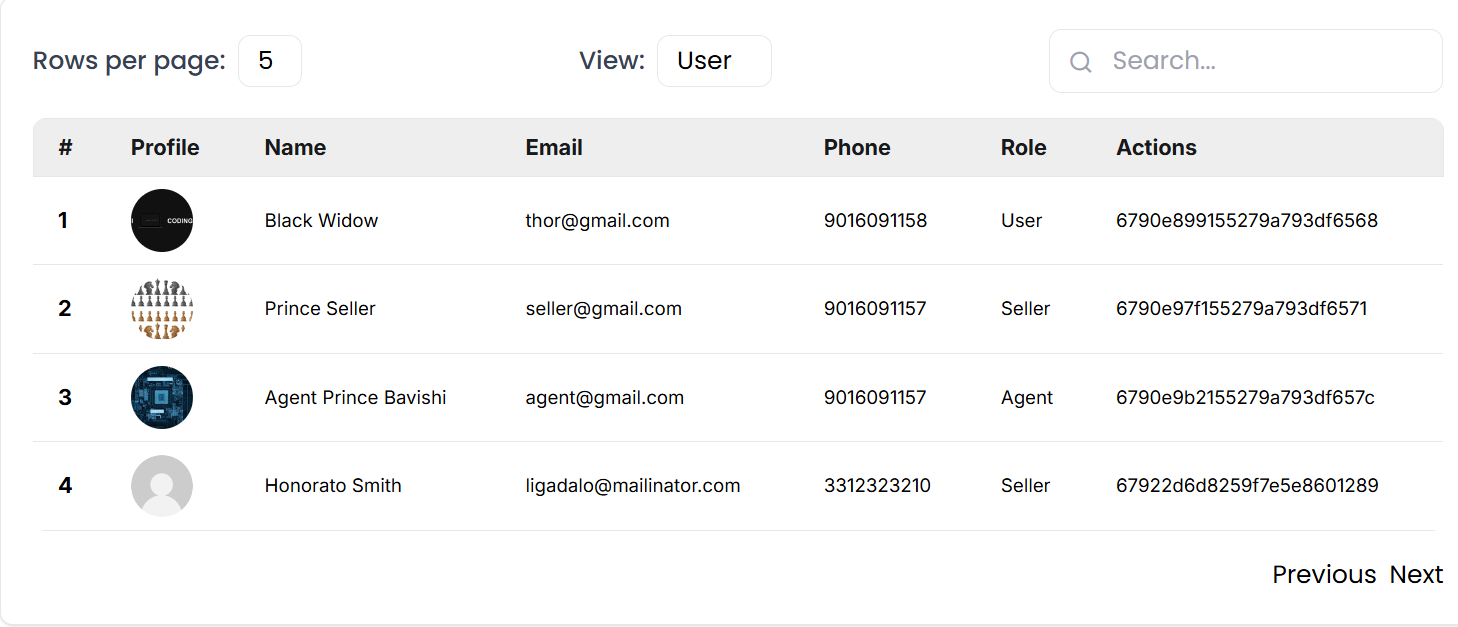 Rows per page: 5 View: User Search...
# Profile Name Email Phone Role Actions
1 CODING Black Widow thor@gmail.com 9016091158 User 6790e899155279a793df6568
2 Prince Seller seller@gmail.com 9016091157 Seller 6790e97f155279a793df6571
3 Agent Prince Bavishi agent@gmail.com 9016091157 Agent 6790e9b2155279a793df657c
4 Honorato Smith ligadalo@mailinator.com 3312323210 Seller 67922d6d8259f7e5e8601289
Previous Next